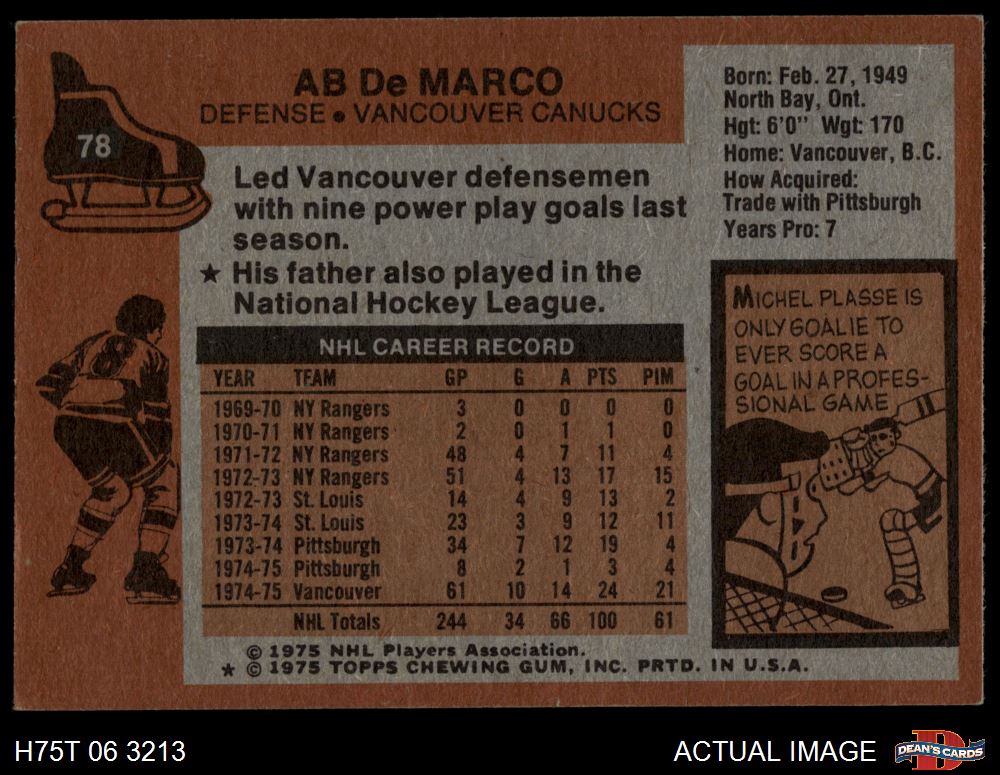 78
AB De MARCO
DEFENSE • VANCOUVER CANUCKS
Born: Feb. 27, 1949
North Bay, Ont.
Hgt: 6'0" Wgt: 170
Home: Vancouver, B.C.
How Acquired:
Trade with Pittsburgh
Years Pro: 7
Led Vancouver defensemen
with nine power play goals last
season.
★ His father also played in the
National Hockey League.
8
NHL CAREER RECORD
YEAR TEAM GP G A PTS PIM
1969-70 NY Rangers 3 0 0 0 0
1970-71 NY Rangers 2 0 1 1 0
1971-72 NY Rangers 48 4 7 11 4
1972-73 NY Rangers 51 4 13 17 15
1972-73 St. Louis 14 4 9 13 2
1973-74 St. Louis 23 3 9 12 11
1973-74 Pittsburgh 34 7 12 19 4
1974-75 Pittsburgh 8 2 1 3 4
1974-75 Vancouver 61 10 14 24 21
NHL Totals 244 34 66 100 61
MICHEL PLASSE IS
ONLY GOALIE TO
EVER SCORE A
GOAL IN A PROFES-
SIONAL GAME
© 1975 NHL Players Association.
★ © 1975 TOPPS CHEWING GUM, INC. PRTD. IN U.S.A.
H75T 06 3213
ACTUAL IMAGE
D
DEAN'S CARDS